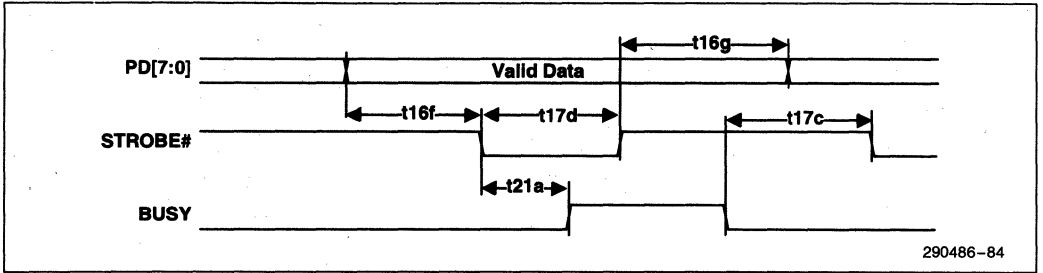 t16g
PD[7:0]
Valid Data
t16f
t17d
t17c
STROBE#
t21a
BUSY
290486-84